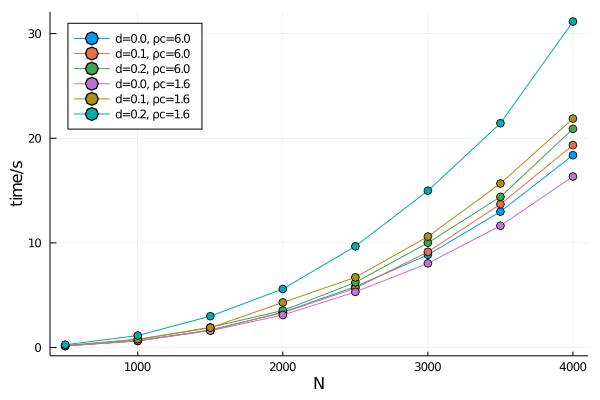 30
20
10
0
time/s
d=0.0, ρc=6.0
d=0.1, ρc=6.0
d=0.2, ρc=6.0
d=0.0, ρc=1.6
d=0.1, ρc=1.6
d=0.2, ρc=1.6
1000 2000 3000 4000
N